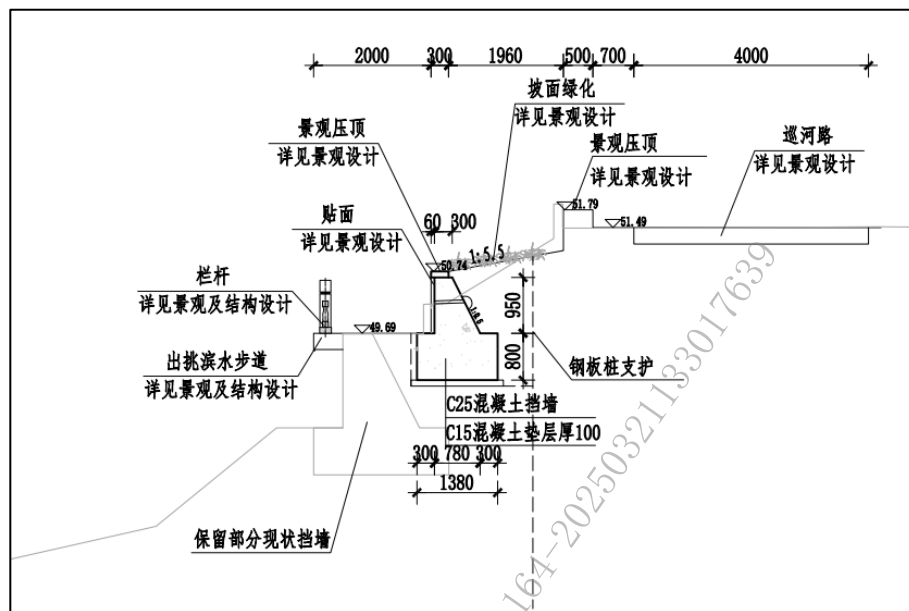 2000 300 1960 500 700 4000
坡面绿化
详见景观设计
景观压顶
详见景观设计
景观压顶
详见景观设计
巡河路
详见景观设计
51.79
51.49
60 300
贴面
详见景观设计
1:5.5
50.74
栏杆
详见景观及结构设计
950
49.69
出挑滨水步道
详见景观及结构设计
800
钢板桩支护
C25混凝土挡墙
C15混凝土垫层厚100
300 780 300
1380
保留部分现状挡墙
164-20250321133017639